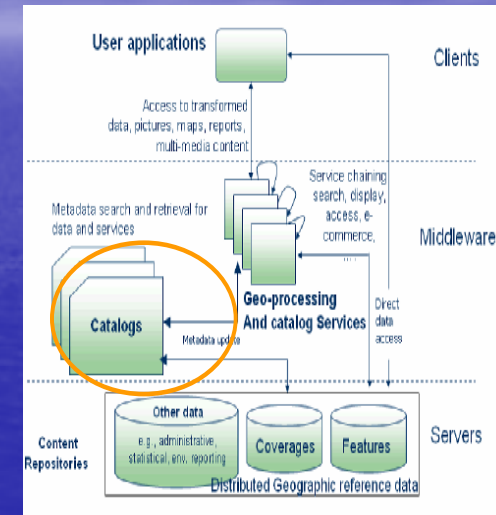 User applications
Clients
Access to transformed
data, pictures, maps, reports,
multi-media content
Service chaining
search, display,
access, e-
commerce,
....
Metadata search and retrieval for
data and services
Middleware
Catalogs
Geo-processing
And catalog Services
Metadata update
Direct
data
access
Servers
Content
Repositories
Other data
e.g., administrative,
statistical, env. reporting
Coverages
Features
Distributed Geographic reference data